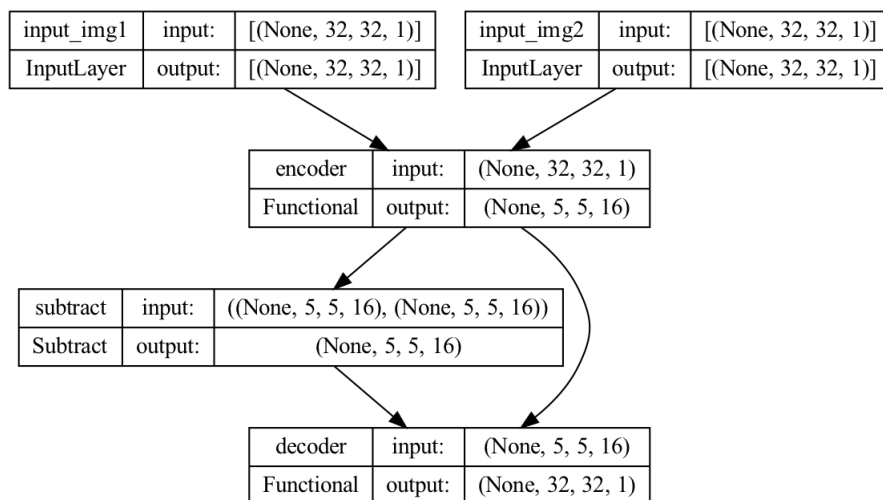 input_img1 input: [(None, 32, 32, 1)]
InputLayer output: [(None, 32, 32, 1)]
input_img2 input: [(None, 32, 32, 1)]
InputLayer output: [(None, 32, 32, 1)]
encoder input: (None, 32, 32, 1)
Functional output: (None, 5, 5, 16)
subtract input: ((None, 5, 5, 16), (None, 5, 5, 16))
Subtract output: (None, 5, 5, 16)
decoder input: (None, 5, 5, 16)
Functional output: (None, 32, 32, 1)